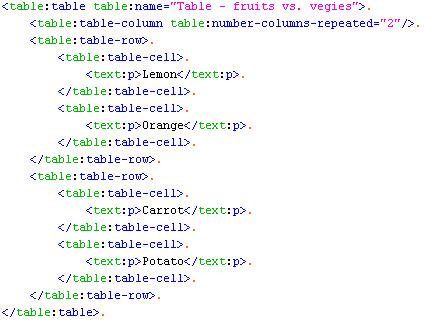 <table:table table:name="Table - fruits vs. vegies">.
    <table:table-column table:number-columns-repeated="2"/>.
    <table:table-row>.
        <table:table-cell>.
            <text:p>Lemon</text:p>.
        </table:table-cell>.
        <table:table-cell>.
            <text:p>Orange</text:p>.
        </table:table-cell>.
    </table:table-row>.
    <table:table-row>.
        <table:table-cell>.
            <text:p>Carrot</text:p>.
        </table:table-cell>.
        <table:table-cell>.
            <text:p>Potato</text:p>.
        </table:table-cell>.
    </table:table-row>.
</table:table>.